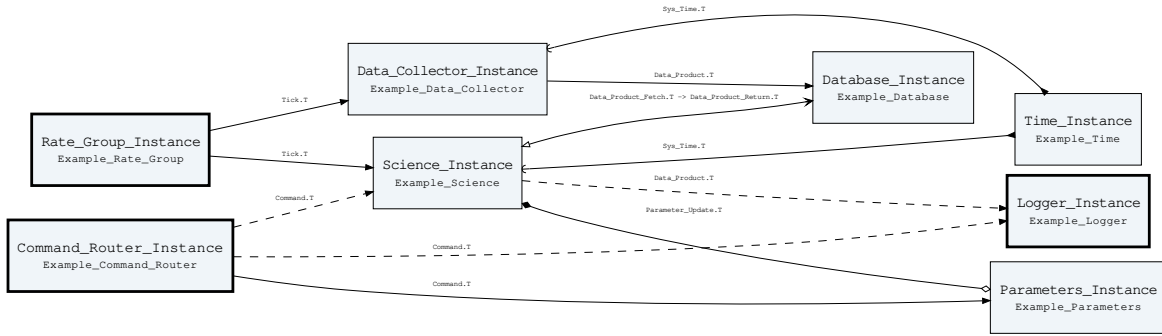 Sys_Time.T
Data_Collector_Instance
Example_Data_Collector
Data_Product.T
Database_Instance
Example_Database
Data_Product_Fetch.T -> Data_Product_Return.T
Tick.T
Time_Instance
Example_Time
Rate_Group_Instance
Example_Rate_Group
Tick.T
Sys_Time.T
Science_Instance
Example_Science
Data_Product.T
Command.T
Logger_Instance
Example_Logger
Parameter_Update.T
Command_Router_Instance
Example_Command_Router
Command.T
Command.T
Parameters_Instance
Example_Parameters